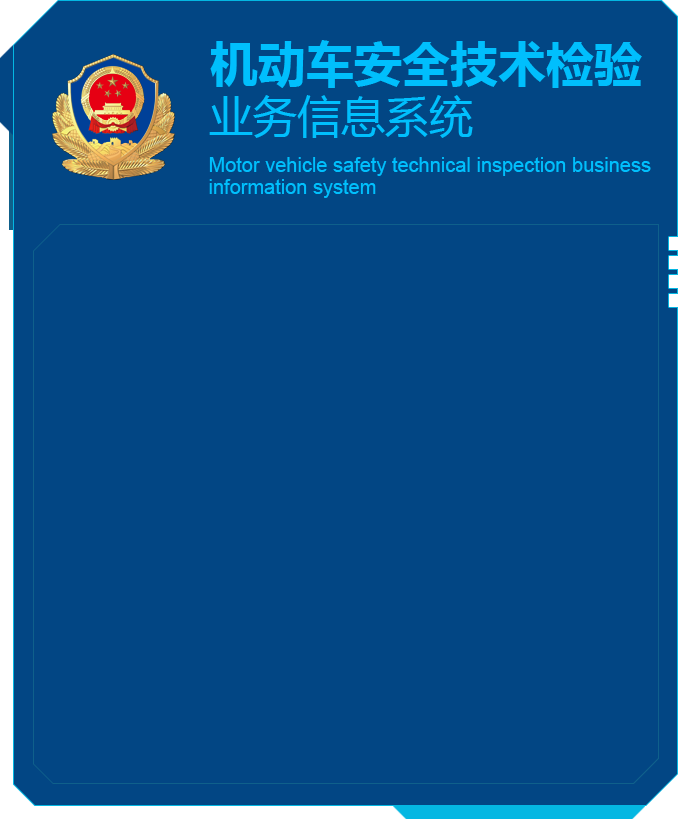 机动车安全技术检验
业务信息系统
Motor vehicle safety technical inspection business
information system